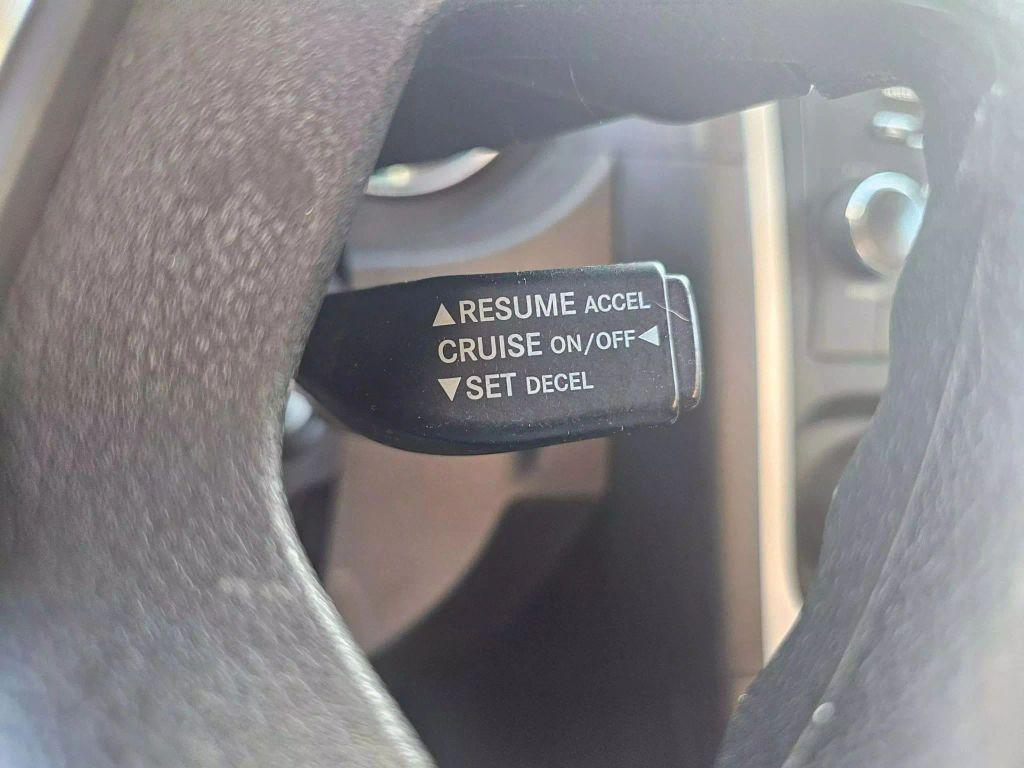 ▲RESUME ACCEL
CRUISE ON/OFF◀
▼SET DECEL